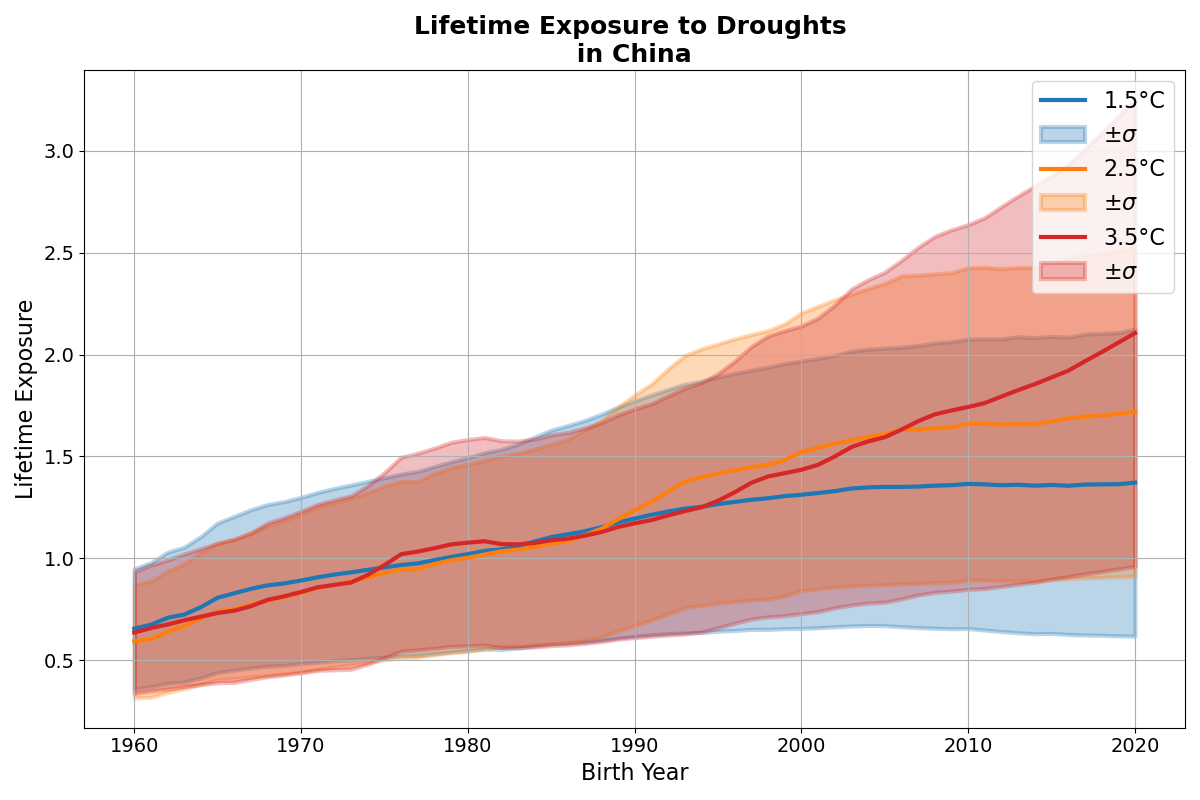 Lifetime Exposure to Droughts
in China
1.5°C
±σ
2.5°C
±σ
3.5°C
±σ
Lifetime Exposure
3.0
2.5
2.0
1.5
1.0
0.5
1960 1970 1980 1990 2000 2010 2020
Birth Year